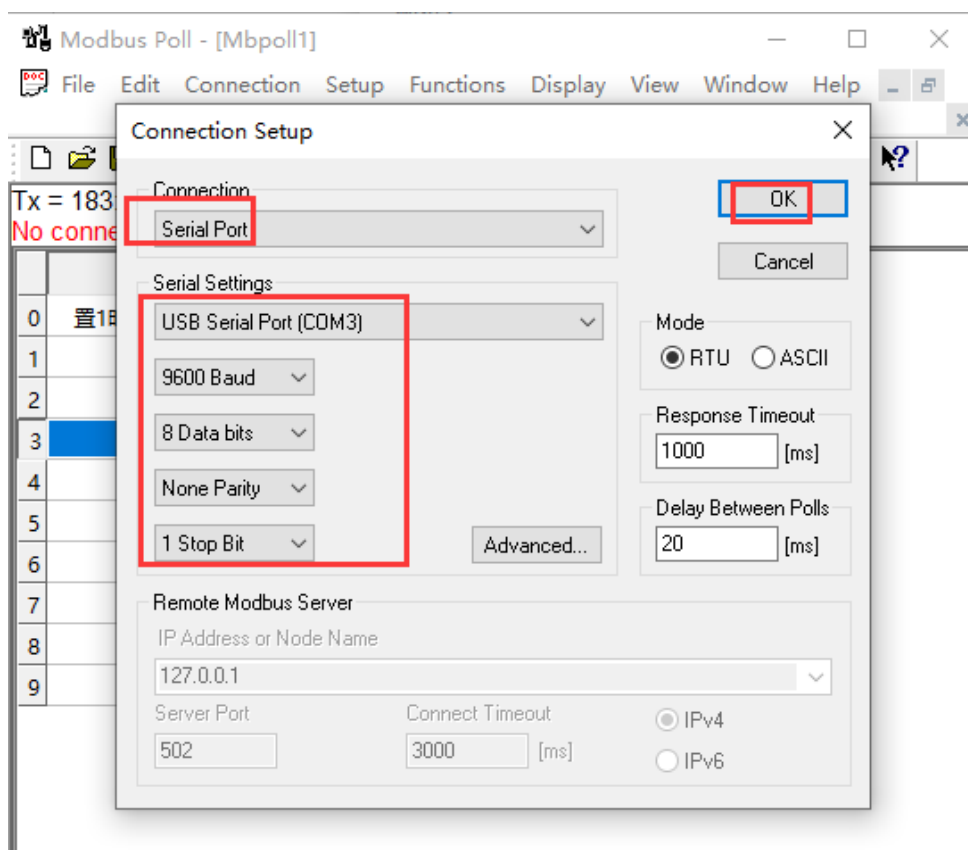 Modbus Poll - [Mbpoll1]
File Edit Connection Setup Functions Display View Window Help
Connection Setup
Tx = 183
No conne
Connection
Serial Port
OK
Cancel
Serial Settings
USB Serial Port (COM3)
9600 Baud
8 Data bits
None Parity
1 Stop Bit
Advanced...
Mode
RTU ASCII
Response Timeout
1000 [ms]
Delay Between Polls
20 [ms]
0 置1
1
2
3
4
5
6
7
8
9
Remote Modbus Server
IP Address or Node Name
127.0.0.1
Server Port
502
Connect Timeout
3000 [ms]
IPv4
IPv6